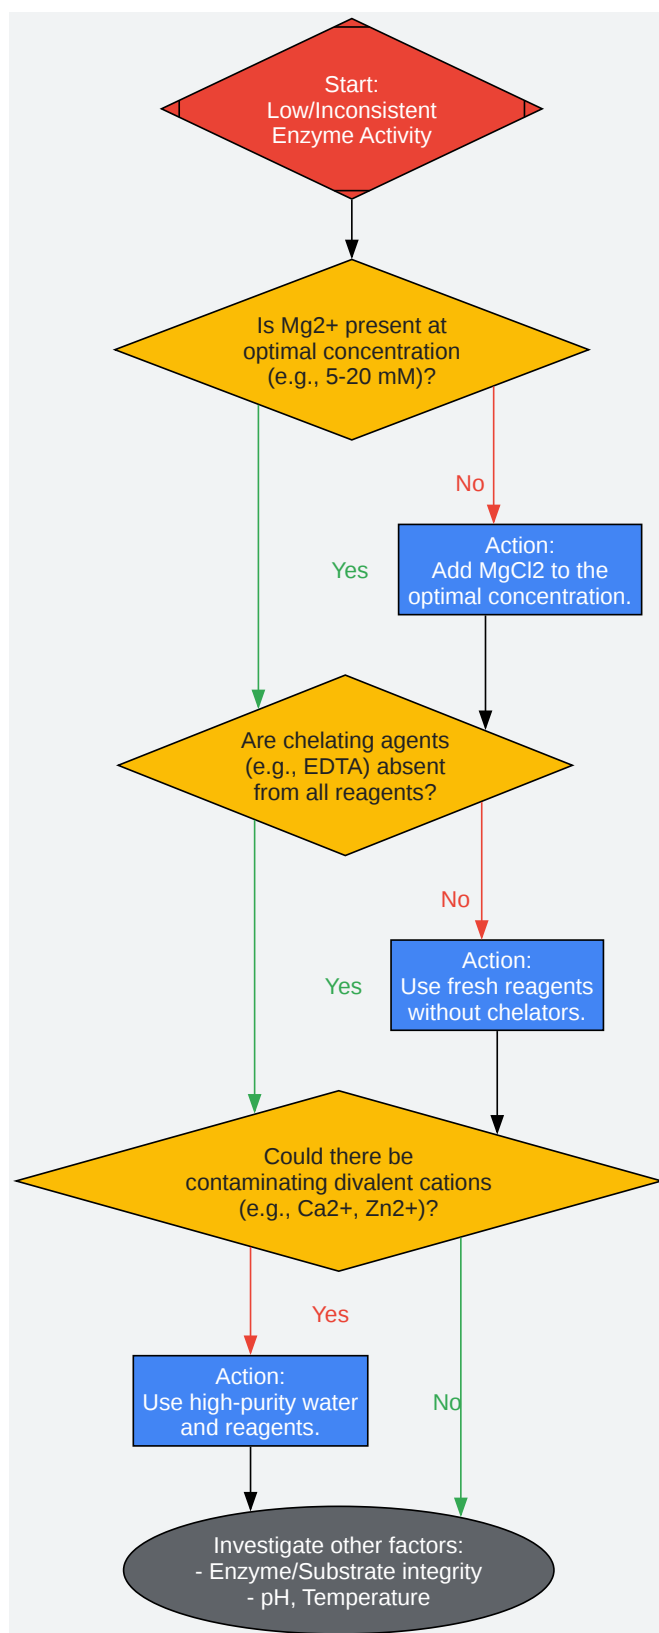 Start:
Low/Inconsistent
Enzyme Activity
Is Mg2+ present at
optimal concentration
(e.g., 5-20 mM)?
No
Yes
Action:
Add MgCl2 to the
optimal concentration.
Are chelating agents
(e.g., EDTA) absent
from all reagents?
No
Yes
Action:
Use fresh reagents
without chelators.
Could there be
contaminating divalent cations
(e.g., Ca2+, Zn2+)?
Yes
No
Action:
Use high-purity water
and reagents.
Investigate other factors:
- Enzyme/Substrate integrity
- pH, Temperature